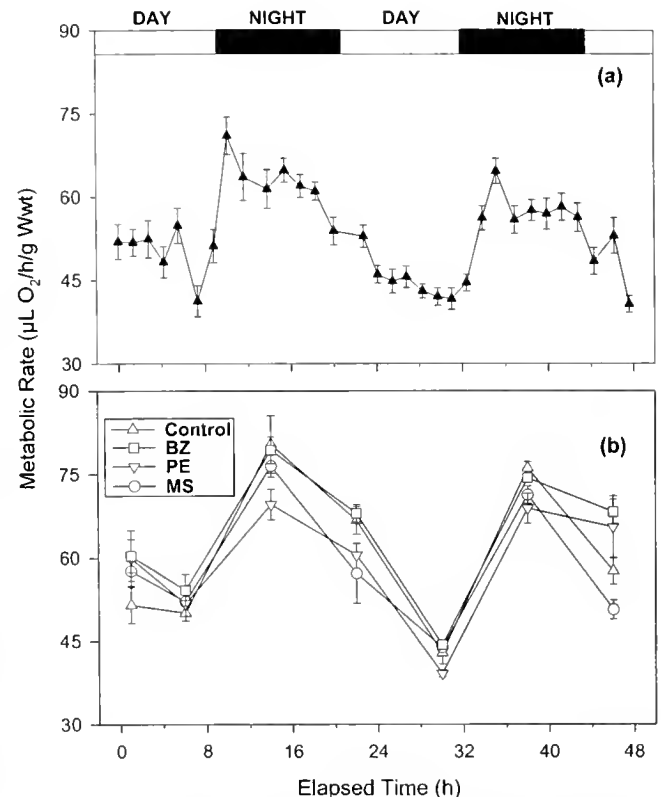 DAY NIGHT DAY NIGHT
90
(a)
75
60
45
30
Metabolic Rate (µL O₂/h/g Wwt)
90
Control
BZ
PE
MS
(b)
75
60
45
30
0 8 16 24 32 40 48
Elapsed Time (h)